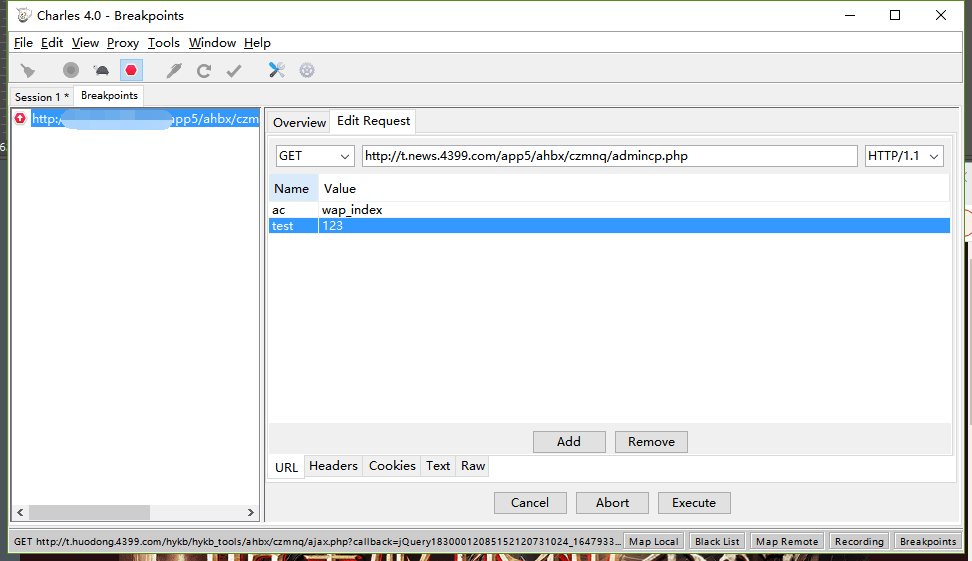 Charles 4.0 - Breakpoints
File Edit View Proxy Tools Window Help
Session 1 * Breakpoints
http:/ app5/ahbx/czm
Overview Edit Request
GET http://t.news.4399.com/app5/ahbx/czmnq/admincp.php HTTP/1.1
Name Value
ac wap_index
test 123
Add Remove
URL Headers Cookies Text Raw
Cancel Abort Execute
GET http://t.huodong.4399.com/hykb/hykb_tools/ahbx/czmnq/ajax.php?callback=jQuery18300012085152120731024_1647933... Map Local Black List Map Remote Recording Breakpoints